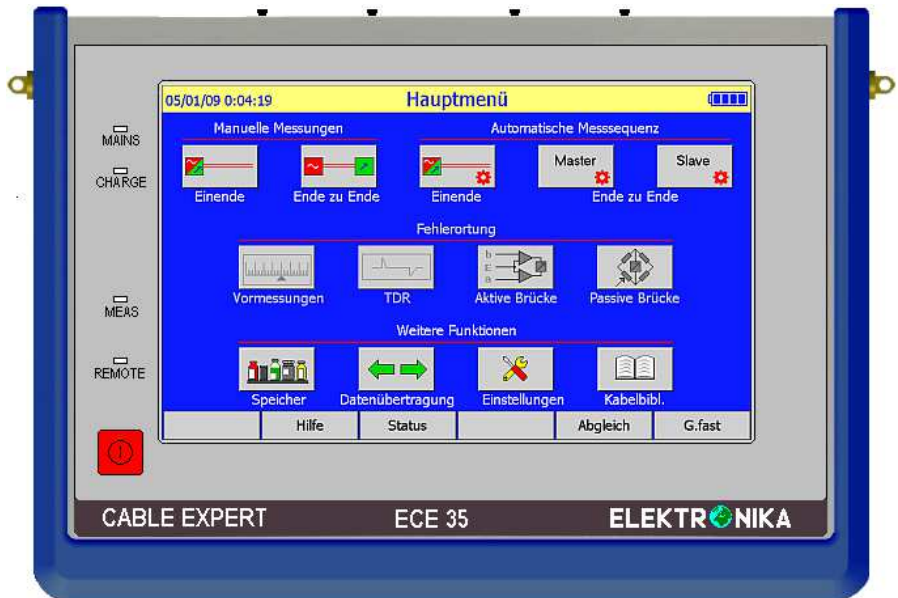 05/01/09 0:04:19 Hauptmenü
Manuelle Messungen Automatische Messsequenz
Master Slave
Einende Ende zu Ende Einende Ende zu Ende
Fehlerortung
b
E
a
Vormessungen TDR Aktive Brücke Passive Brücke
Weitere Funktionen
Speicher Datenübertragung Einstellungen Kabelbibl.
Hilfe Status Abgleich G.fast
MAINS
CHARGE
MEAS
REMOTE
CABLE EXPERT ECE 35 ELEKTRONIKA